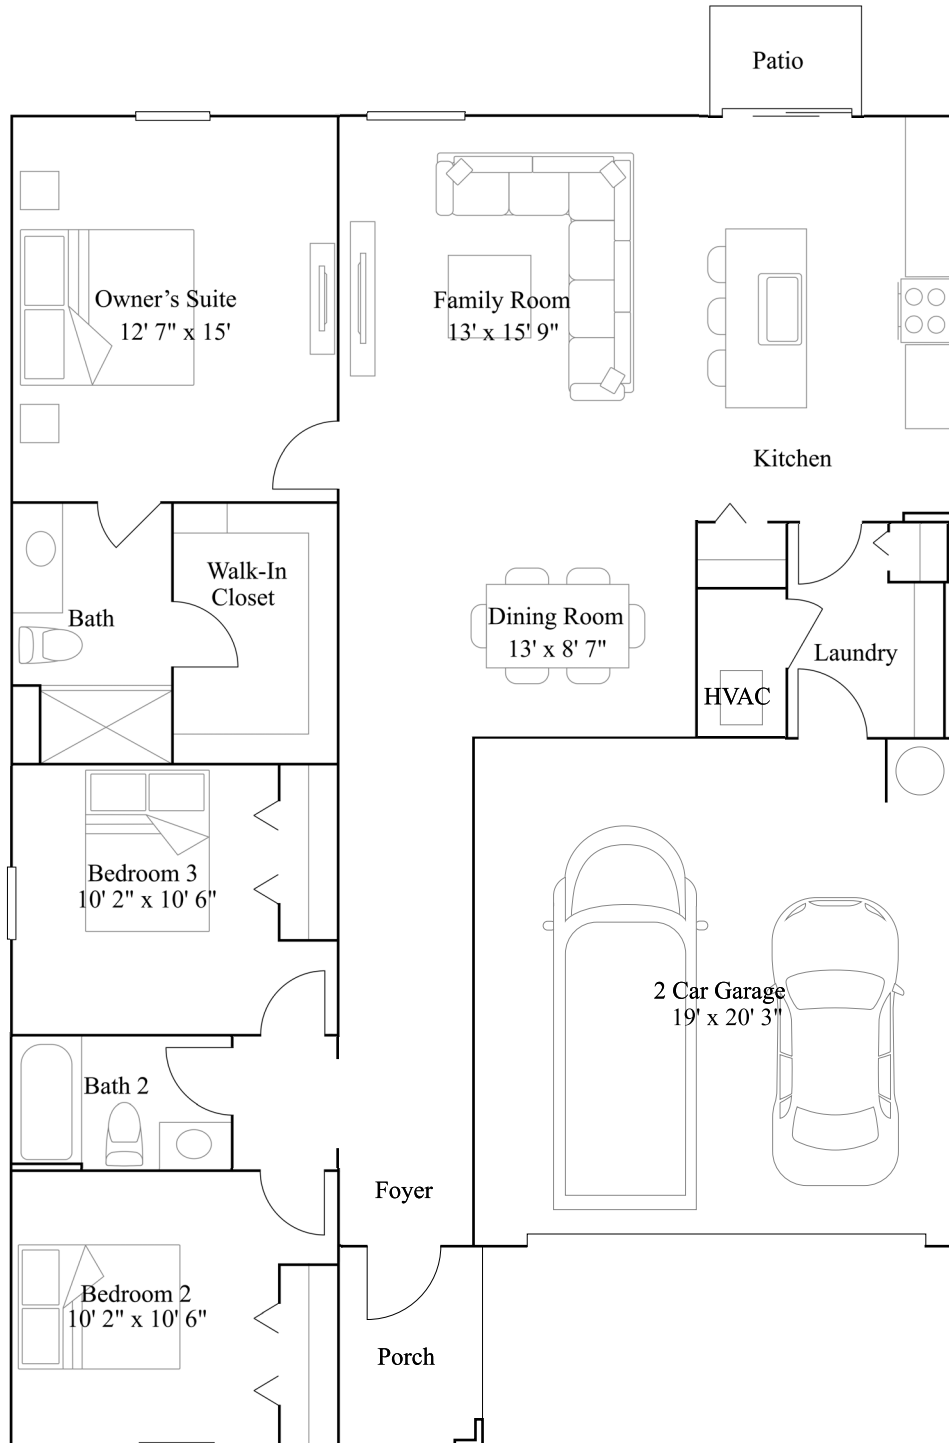 Patio
Owner’s Suite
12' 7" x 15'
Family Room
13' x 15' 9"
Kitchen
Walk-In
Closet
Bath
Dining Room
13' x 8' 7"
Laundry
HVAC
Bedroom 3
10' 2" x 10' 6"
2 Car Garage
19' x 20' 3"
Bath 2
Foyer
Bedroom 2
10' 2" x 10' 6"
Porch